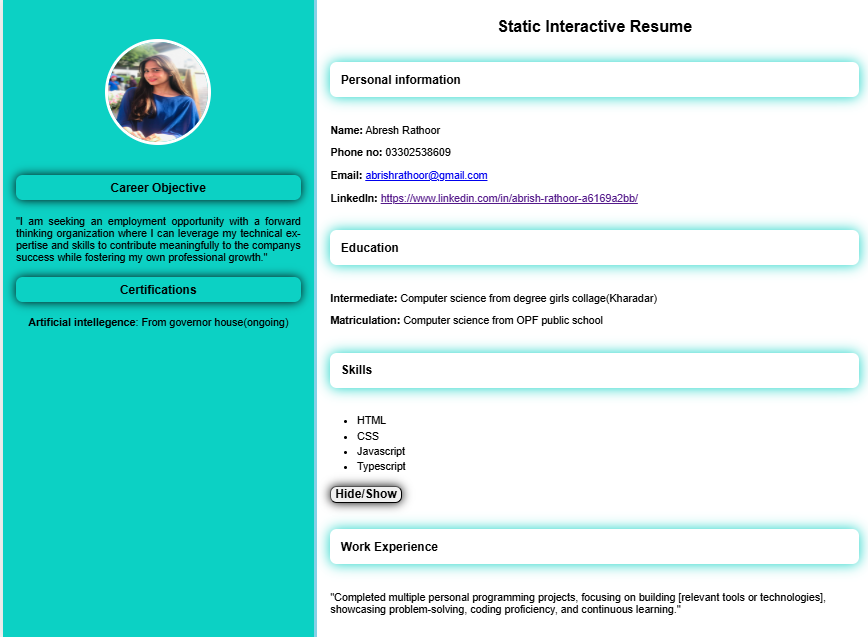 Career Objective
"I am seeking an employment opportunity with a forward
thinking organization where I can leverage my technical ex-
pertise and skills to contribute meaningfully to the companys
success while fostering my own professional growth."
Certifications
Artificial intellegence: From governor house(ongoing)
Static Interactive Resume
Personal information
Name: Abresh Rathoor
Phone no: 03302538609
Email: abrishrathoor@gmail.com
LinkedIn: https://www.linkedin.com/in/abrish-rathoor-a6169a2bb/
Education
Intermediate: Computer science from degree girls collage(Kharadar)
Matriculation: Computer science from OPF public school
Skills
• HTML
• CSS
• Javascript
• Typescript
Hide/Show
Work Experience
"Completed multiple personal programming projects, focusing on building [relevant tools or technologies],
showcasing problem-solving, coding proficiency, and continuous learning."